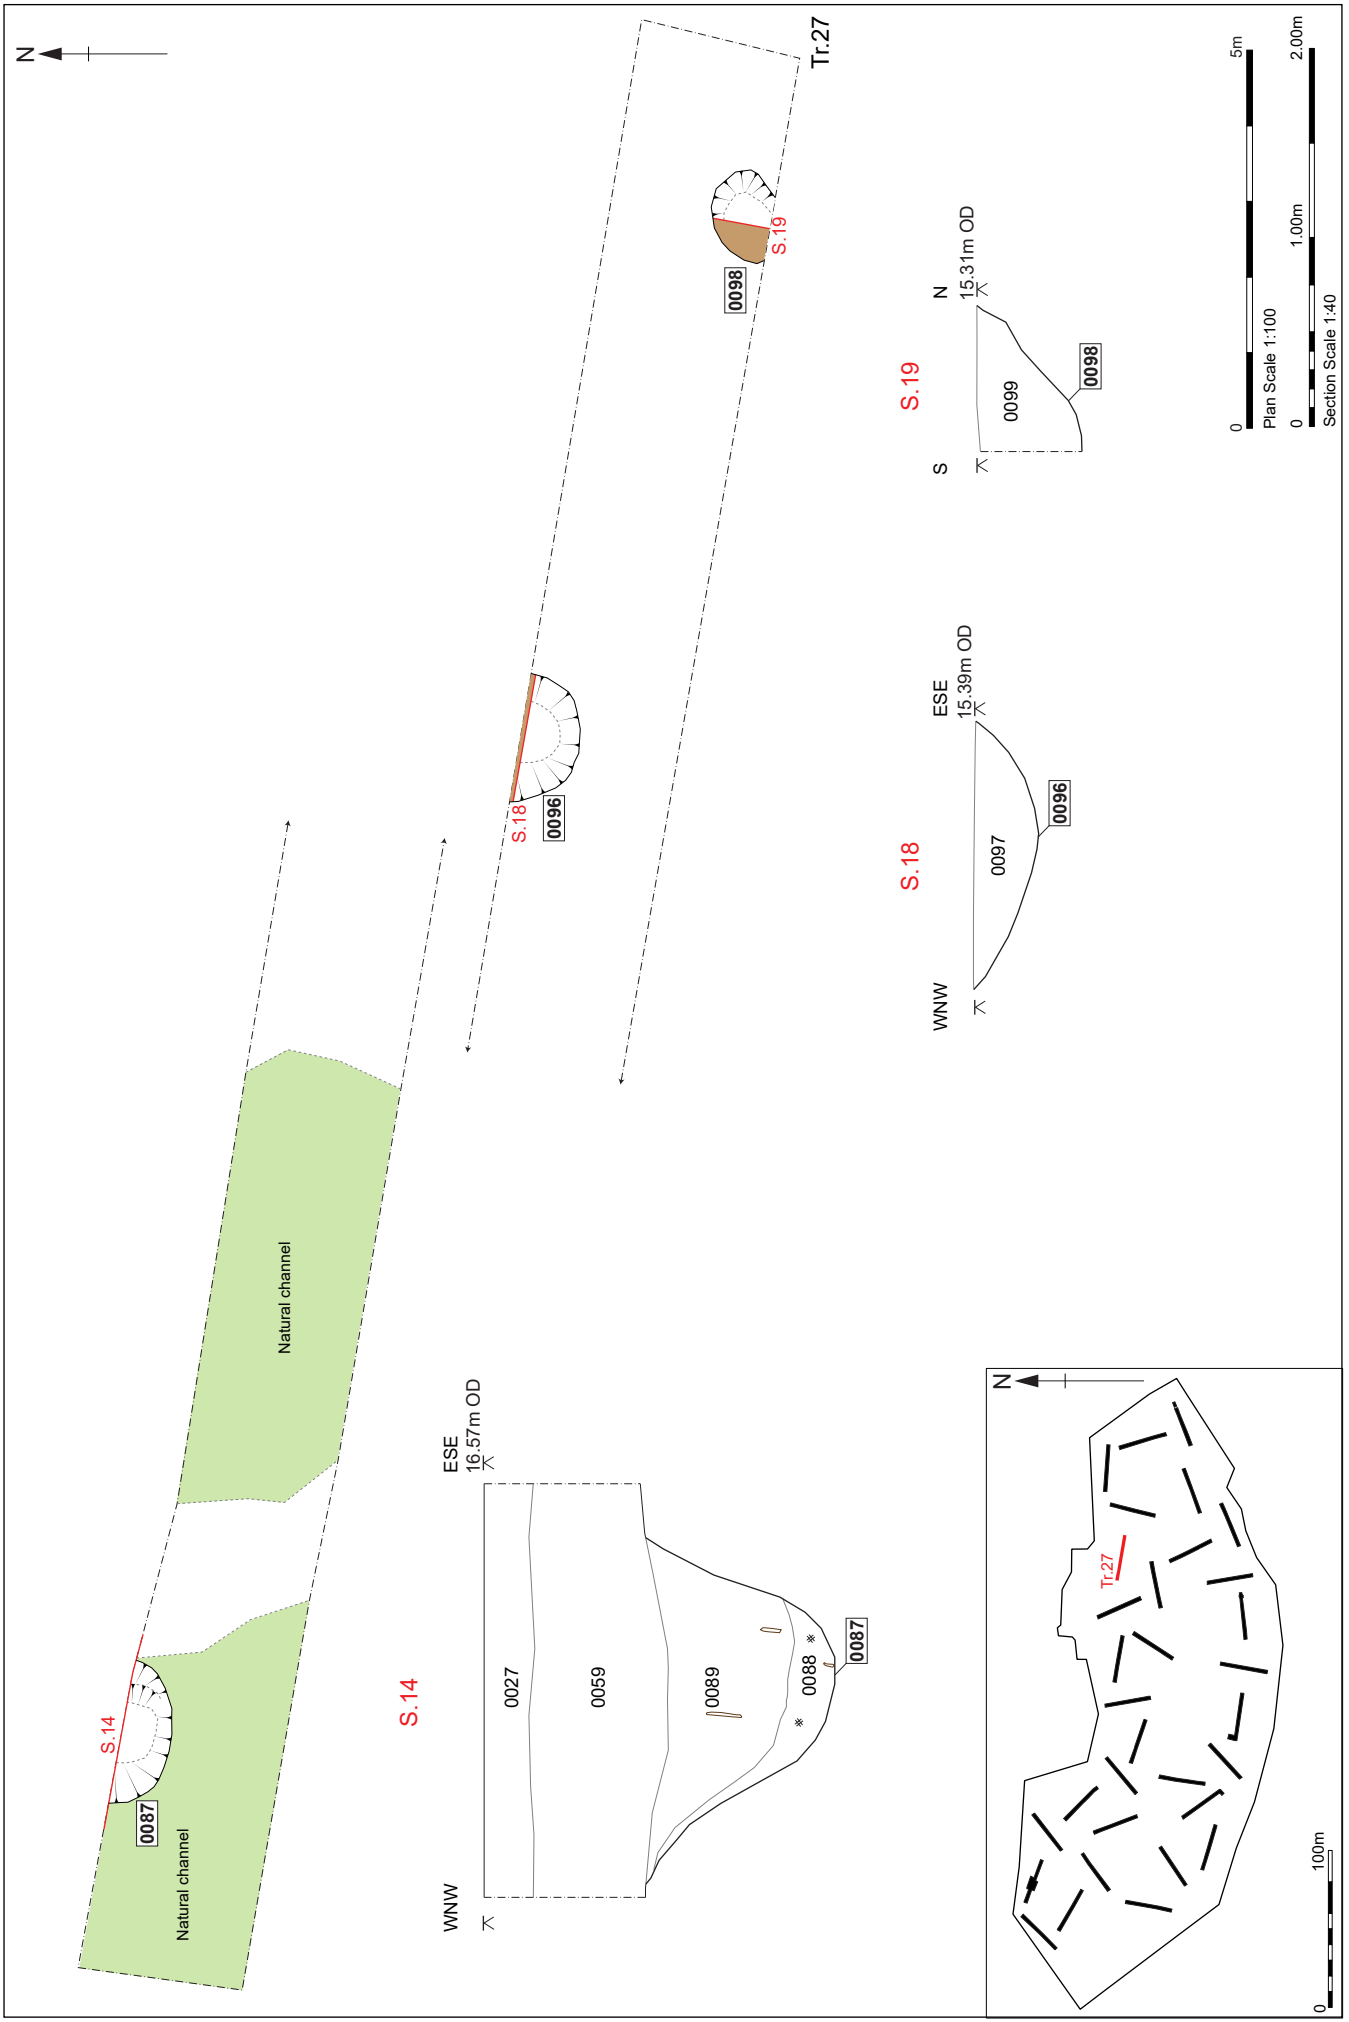 N
Natural channel
0087
S.14
Natural channel
S.18
0096
0098
S.19
Tr.27
S.14
WNW
ESE
16.57m OD
0027
0059
0089
0088
0087
S.18
WNW
ESE
15.39m OD
0097
0096
S.19
S
N
15.31m OD
0099
0098
0
5m
Plan Scale 1:100
0
1.00m
2.00m
Section Scale 1:40
N
Tr.27
0
100m